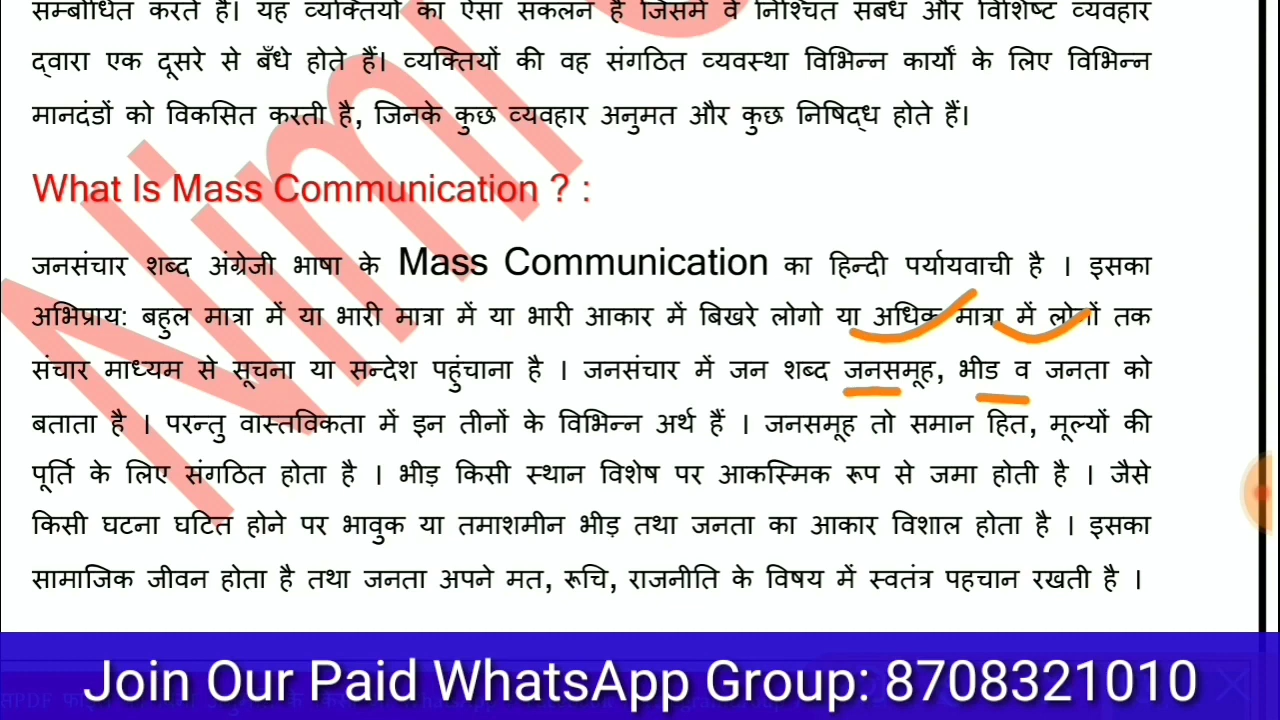 सम्बोधित करते हैं। यह व्यक्तियों का ऐसा संकलन है जिसमें वे निश्चित संबंध और विशिष्ट व्यवहार
द्वारा एक दूसरे से बँधे होते हैं। व्यक्तियों की वह संगठित व्यवस्था विभिन्न कार्यों के लिए विभिन्न
मानदंडों को विकसित करती है, जिनके कुछ व्यवहार अनुमत और कुछ निषिद्ध होते हैं।
What Is Mass Communication ? :
जनसंचार शब्द अंग्रेजी भाषा के Mass Communication का हिन्दी पर्यायवाची है । इसका
अभिप्राय: बहुल मात्रा में या भारी मात्रा में या भारी आकार में बिखरे लोगो या अधिक मात्रा में लोगों तक
संचार माध्यम से सूचना या सन्देश पहुंचाना है । जनसंचार में जन शब्द जनसमूह, भीड व जनता को
बताता है । परन्तु वास्तविकता में इन तीनों के विभिन्न अर्थ हैं । जनसमूह तो समान हित, मूल्यों की
पूर्ति के लिए संगठित होता है । भीड़ किसी स्थान विशेष पर आकस्मिक रूप से जमा होती है । जैसे
किसी घटना घटित होने पर भावुक या तमाशमीन भीड़ तथा जनता का आकार विशाल होता है । इसका
सामाजिक जीवन होता है तथा जनता अपने मत, रूचि, राजनीति के विषय में स्वतंत्र पहचान रखती है ।
Join Our Paid WhatsApp Group: 8708321010